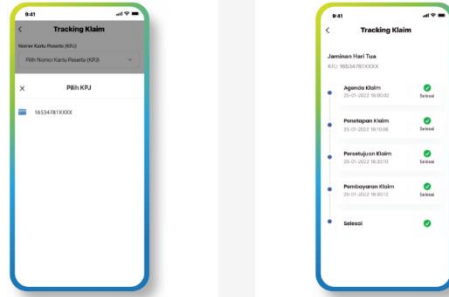 9:41
Tracking Klaim
Nomor Kartu Peserta (KPJ)
Pilih Nomor Kartu Peserta (KPJ)
Pilih KPJ
16534781XXXX
9:41
Tracking Klaim
Jaminan Hari Tua
KPJ: 16534781XXXX
Agenda Klaim
Selesai
Penetapan Klaim
Selesai
Persetujuan Klaim
Selesai
Pembayaran Klaim
Selesai
Selesai